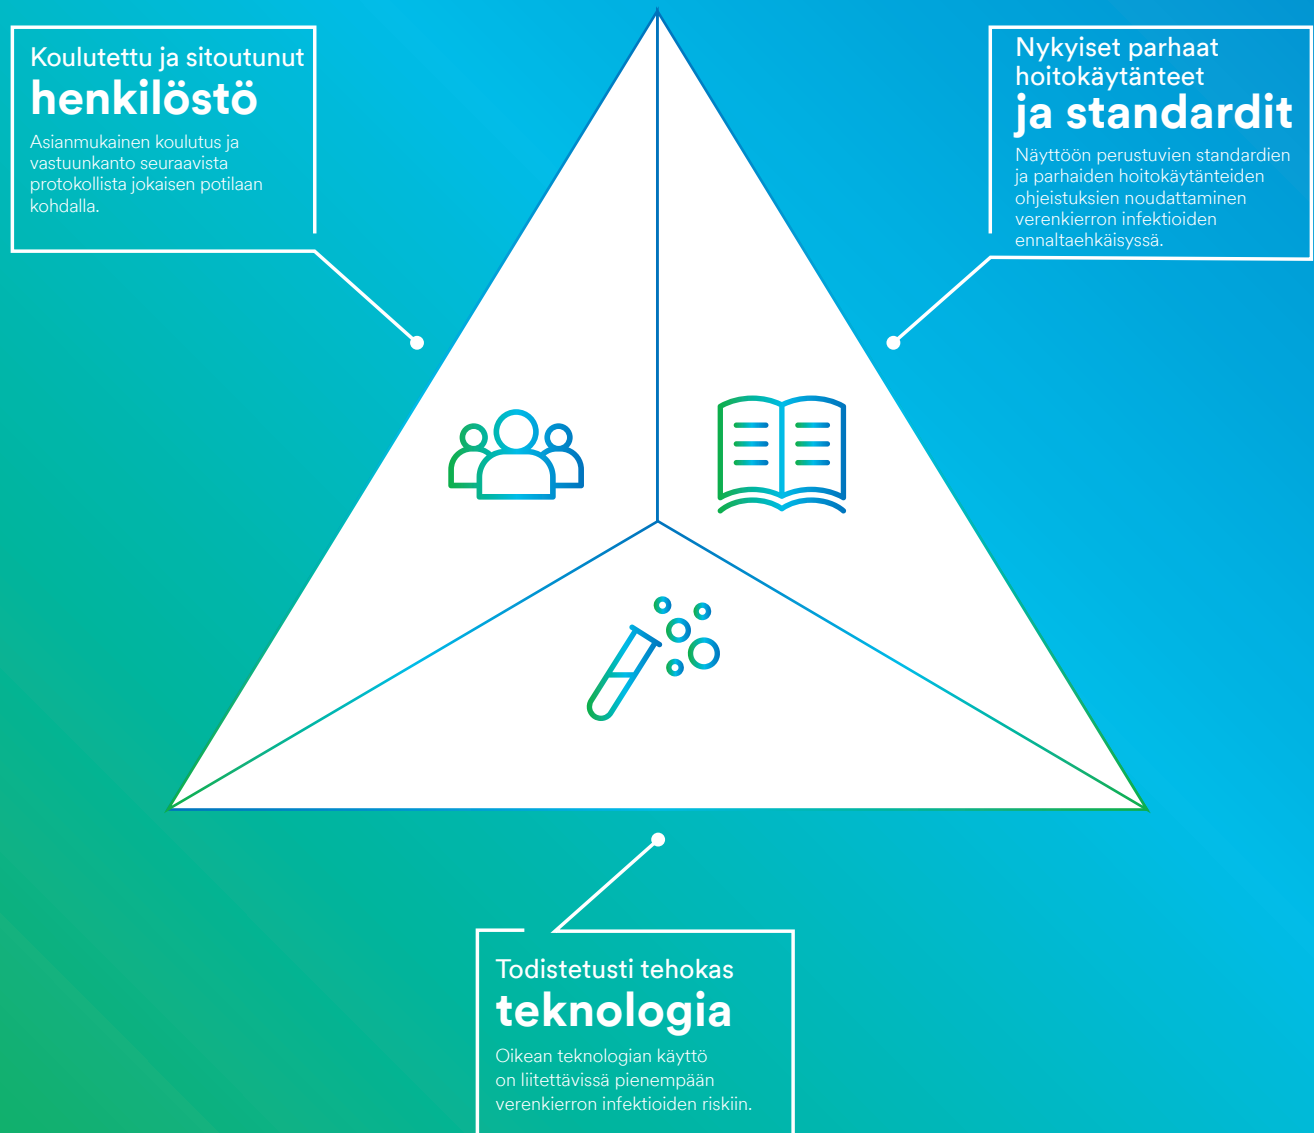 Koulutettu ja sitoutunut
henkilöstö
Asianmukainen koulutus ja
vastuunkanto seuraavista
protokollista jokaisen potilaan
kohdalla.
Nykyiset parhaat
hoitokäytänteet
ja standardit
Näyttöön perustuvien standardien
ja parhaiden hoitokäytänteiden
ohjeistuksien noudattaminen
verenkierron infektioiden
ennaltaehkäisyssä.
Todistetusti tehokas
teknologia
Oikean teknologian käyttö
on liitettävissä pienempään
verenkierron infektioiden riskiin.